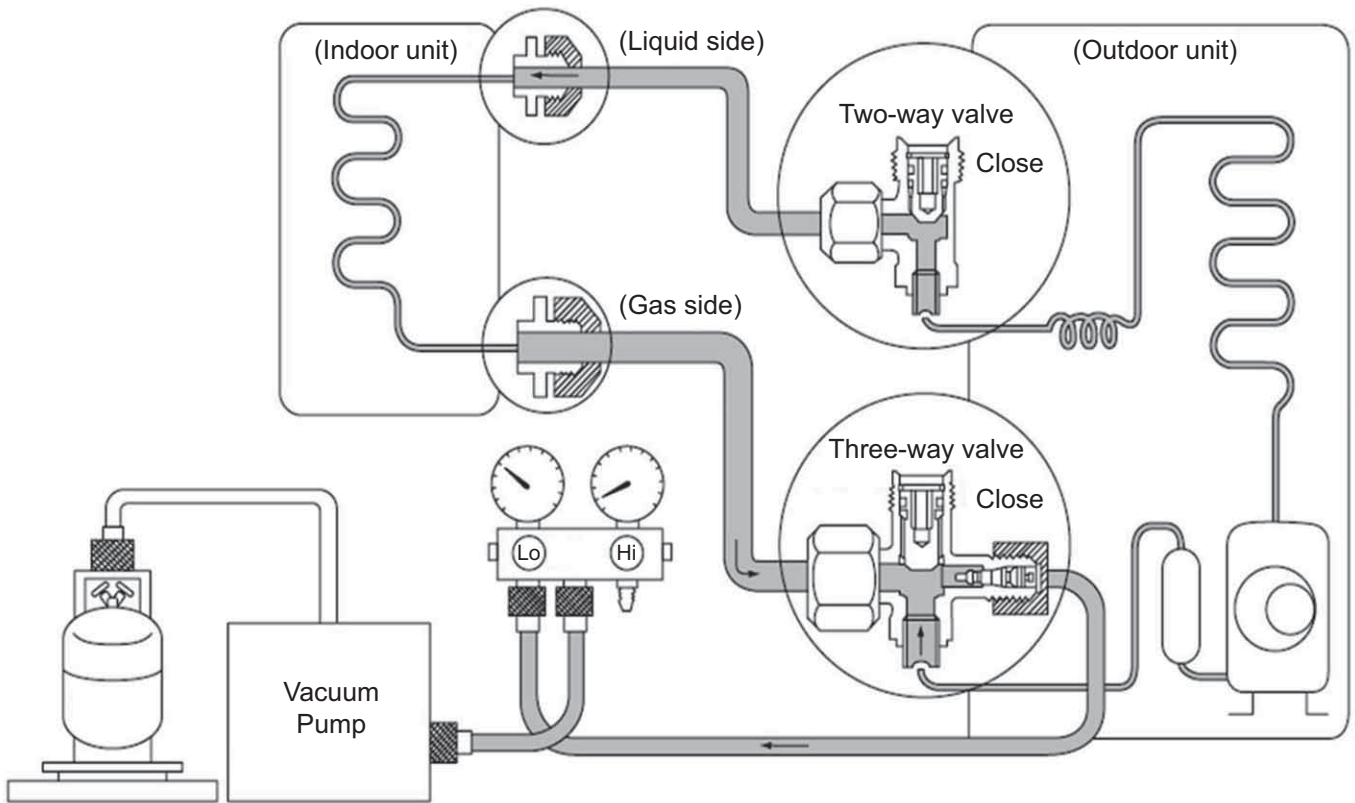 (Indoor unit)
(Liquid side)
(Outdoor unit)
Two-way valve
Close
(Gas side)
Three-way valve
Close
Lo
Hi
Vacuum
Pump